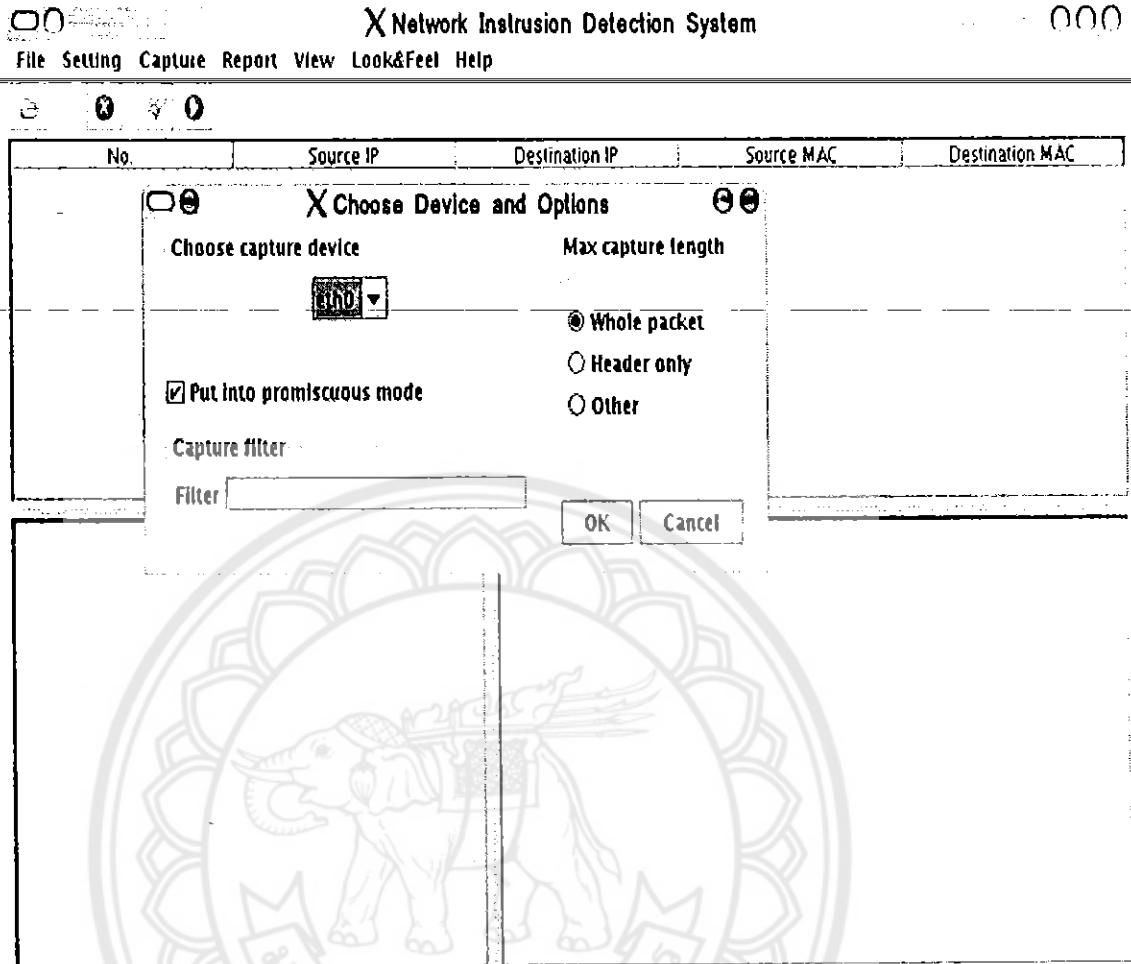 X Network Instrusion Detection System
File Setting Capture Report View Look&Feel Help
No. Source IP Destination IP Source MAC Destination MAC
X Choose Device and Options
Choose capture device Max capture length
eth0
Whole packet
Header only
Put into promiscuous mode
Other
Capture filter
Filter
OK Cancel